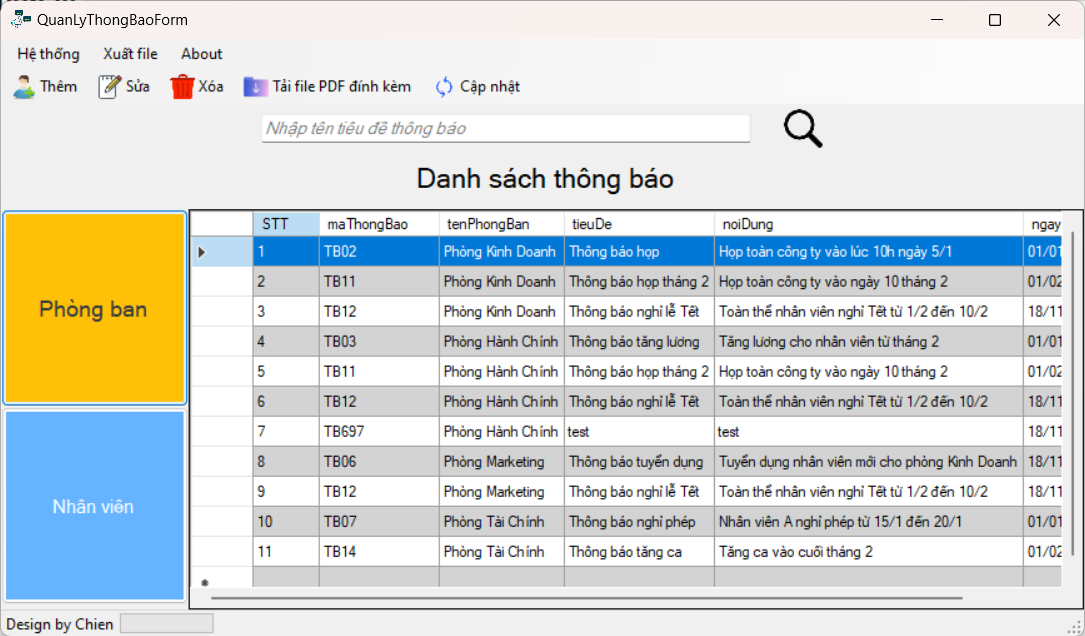 QuanLyThongBaoForm
Hệ thống Xuất file About
Thêm Sửa Xóa Tải file PDF đính kèm Cập nhật
Nhập tên tiêu đề thông báo
Danh sách thông báo
Phòng ban
Nhân viên
STT maThongBao tenPhongBan tieuDe noiDung ngay
1 TB02 Phòng Kinh Doanh Thông báo họp Họp toàn công ty vào lúc 10h ngày 5/1 01/01
2 TB11 Phòng Kinh Doanh Thông báo họp tháng 2 Họp toàn công ty vào ngày 10 tháng 2 01/02
3 TB12 Phòng Kinh Doanh Thông báo nghỉ lễ Tết Toàn thể nhân viên nghỉ Tết từ 1/2 đến 10/2 18/11
4 TB03 Phòng Hành Chính Thông báo tăng lương Tăng lương cho nhân viên từ tháng 2 01/01
5 TB11 Phòng Hành Chính Thông báo họp tháng 2 Họp toàn công ty vào ngày 10 tháng 2 01/02
6 TB12 Phòng Hành Chính Thông báo nghỉ lễ Tết Toàn thể nhân viên nghỉ Tết từ 1/2 đến 10/2 18/11
7 TB697 Phòng Hành Chính test test 18/11
8 TB06 Phòng Marketing Thông báo tuyển dụng Tuyển dụng nhân viên mới cho phòng Kinh Doanh 18/11
9 TB12 Phòng Marketing Thông báo nghỉ lễ Tết Toàn thể nhân viên nghỉ Tết từ 1/2 đến 10/2 18/11
10 TB07 Phòng Tài Chính Thông báo nghỉ phép Nhân viên A nghỉ phép từ 15/1 đến 20/1 01/01
11 TB14 Phòng Tài Chính Thông báo tăng ca Tăng ca vào cuối tháng 2 01/02
Design by Chien